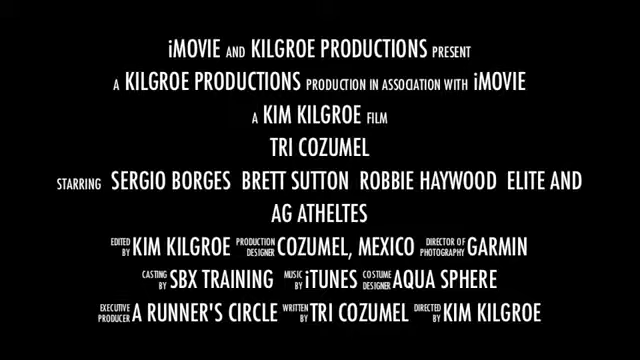 iMOVIE AND KILGROE PRODUCTIONS PRESENT
A KILGROE PRODUCTIONS PRODUCTION IN ASSOCIATION WITH iMOVIE
A KIM KILGROE FILM
TRI COZUMEL
STARRING SERGIO BORGES BRETT SUTTON ROBBIE HAYWOOD ELITE AND
AG ATHELTES
EDITED BY KIM KILGROE PRODUCTION DESIGNER COZUMEL, MEXICO DIRECTOR OF PHOTOGRAPHY GARMIN
CASTING BY SBX TRAINING MUSIC BY iTUNES COSTUME DESIGNER AQUA SPHERE
EXECUTIVE PRODUCER A RUNNER'S CIRCLE WRITTEN BY TRI COZUMEL DIRECTED BY KIM KILGROE